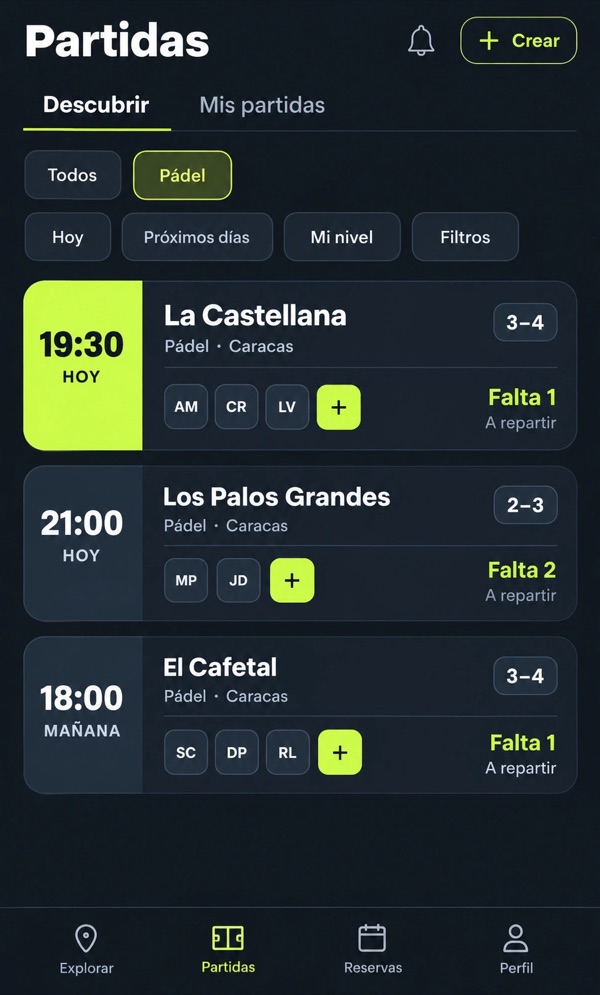 Partidas
+ Crear
Descubrir Mis partidas
Todos Pádel
Hoy Próximos días Mi nivel Filtros
19:30
HOY
La Castellana
Pádel · Caracas
3–4
AM CR LV +
Falta 1
A repartir
21:00
HOY
Los Palos Grandes
Pádel · Caracas
2–3
MP JD +
Falta 2
A repartir
18:00
MAÑANA
El Cafetal
Pádel · Caracas
3–4
SC DP RL +
Falta 1
A repartir
Explorar Partidas Reservas Perfil